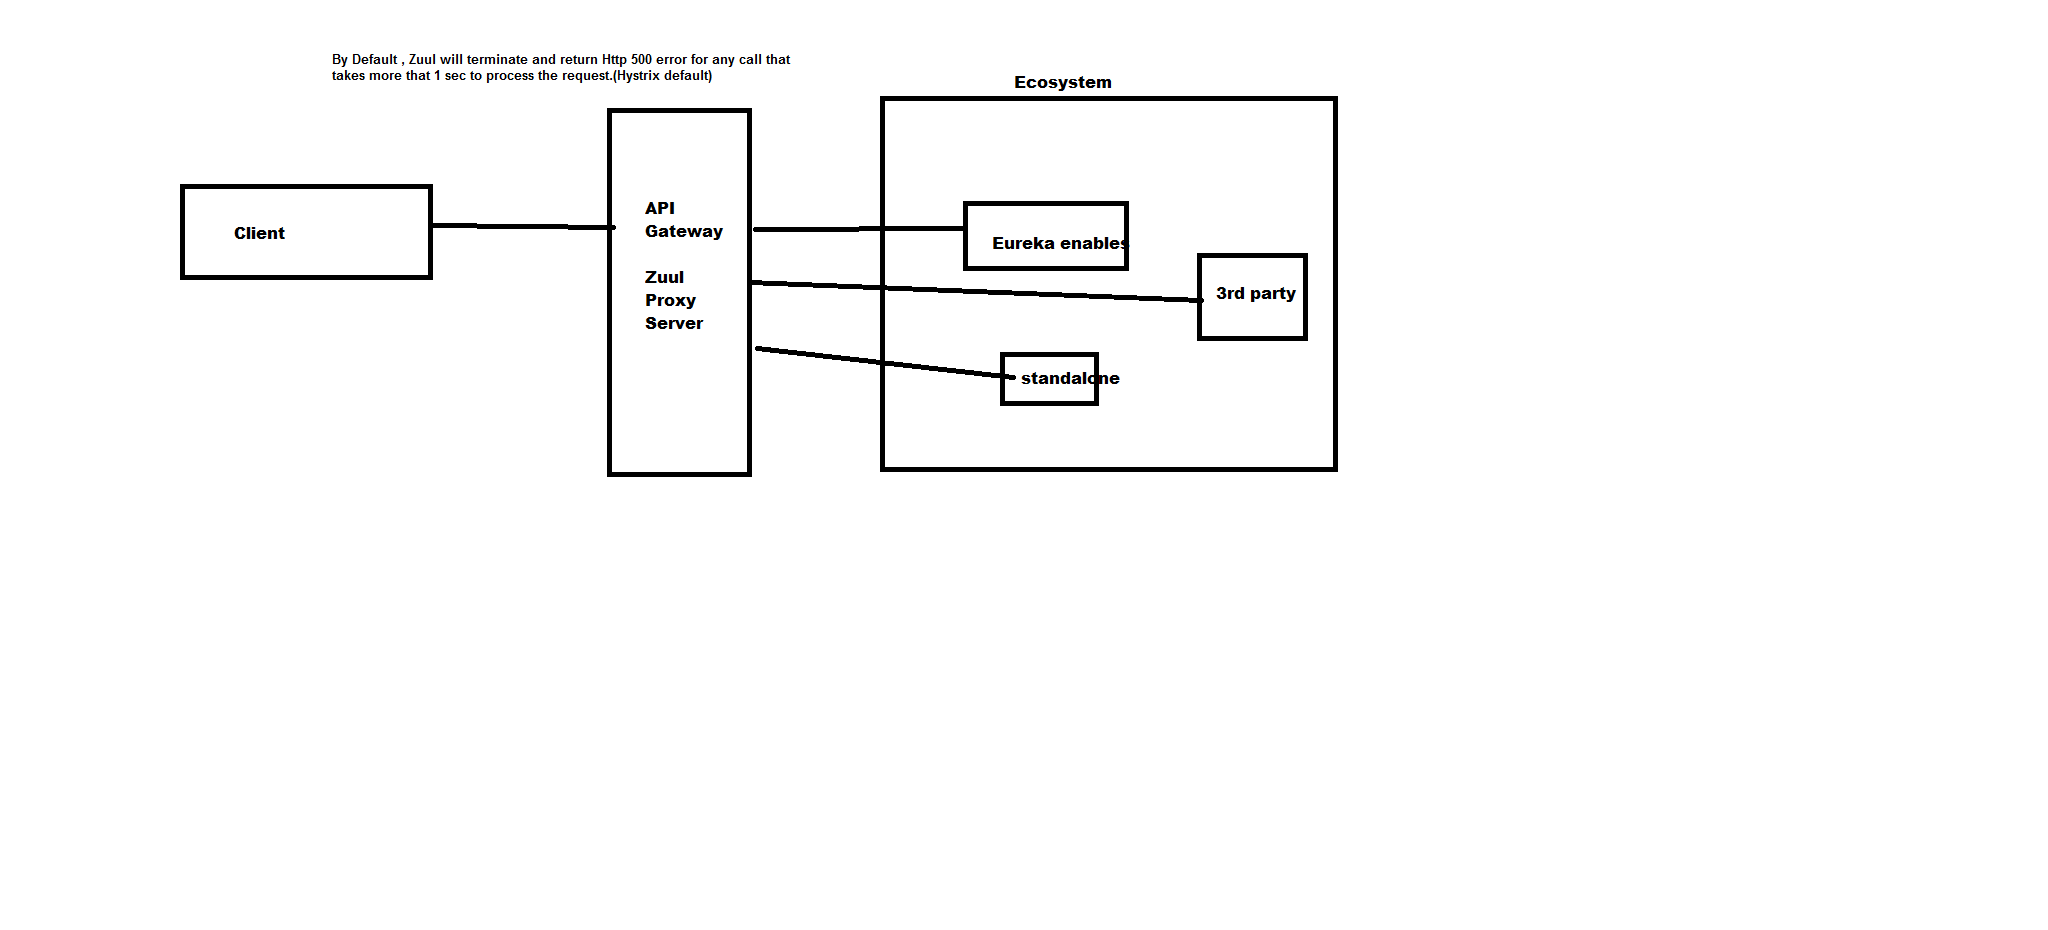 By Default , Zuul will terminate and return Http 500 error for any call that
takes more that 1 sec to process the request.(Hystrix default)
Ecosystem
Client
API
Gateway
Zuul
Proxy
Server
Eureka enables
3rd party
standalone